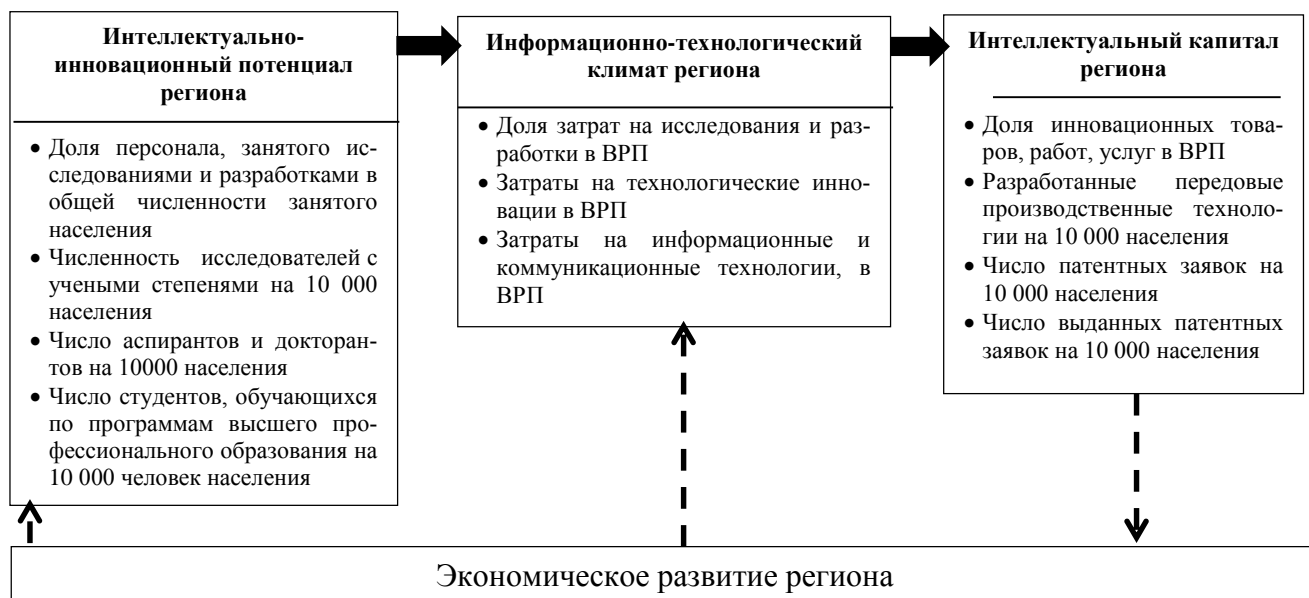 Интеллектуально-
инновационный потенциал
региона
• Доля персонала, занятого ис-
следованиями и разработками в
общей численности занятого
населения
• Численность исследователей с
учеными степенями на 10 000
населения
• Число аспирантов и докторан-
тов на 10000 населения
• Число студентов, обучающихся
по программам высшего про-
фессионального образования на
10 000 человек населения
Информационно-технологический
климат региона
• Доля затрат на исследования и раз-
работки в ВРП
• Затраты на технологические инно-
вации в ВРП
• Затраты на информационные и
коммуникационные технологии, в
ВРП
Интеллектуальный капитал
региона
• Доля инновационных това-
ров, работ, услуг в ВРП
• Разработанные передовые
производственные техноло-
гии на 10 000 населения
• Число патентных заявок на
10 000 населения
• Число выданных патентных
заявок на 10 000 населения
Экономическое развитие региона